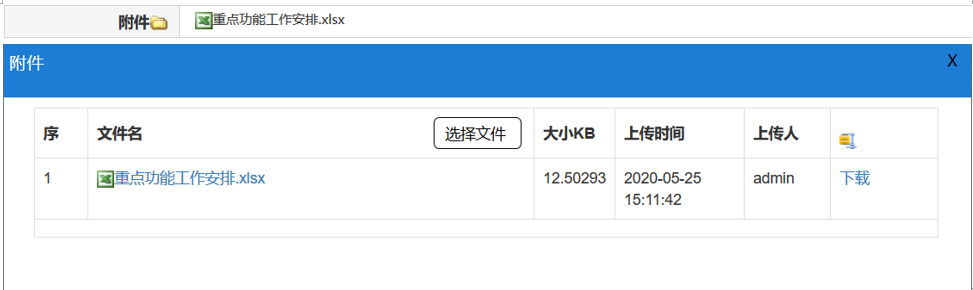 附件 重点功能工作安排.xlsx
附件 X
序 文件名 选择文件 大小KB 上传时间 上传人
1 重点功能工作安排.xlsx 12.50293 2020-05-25 admin 下载
15:11:42